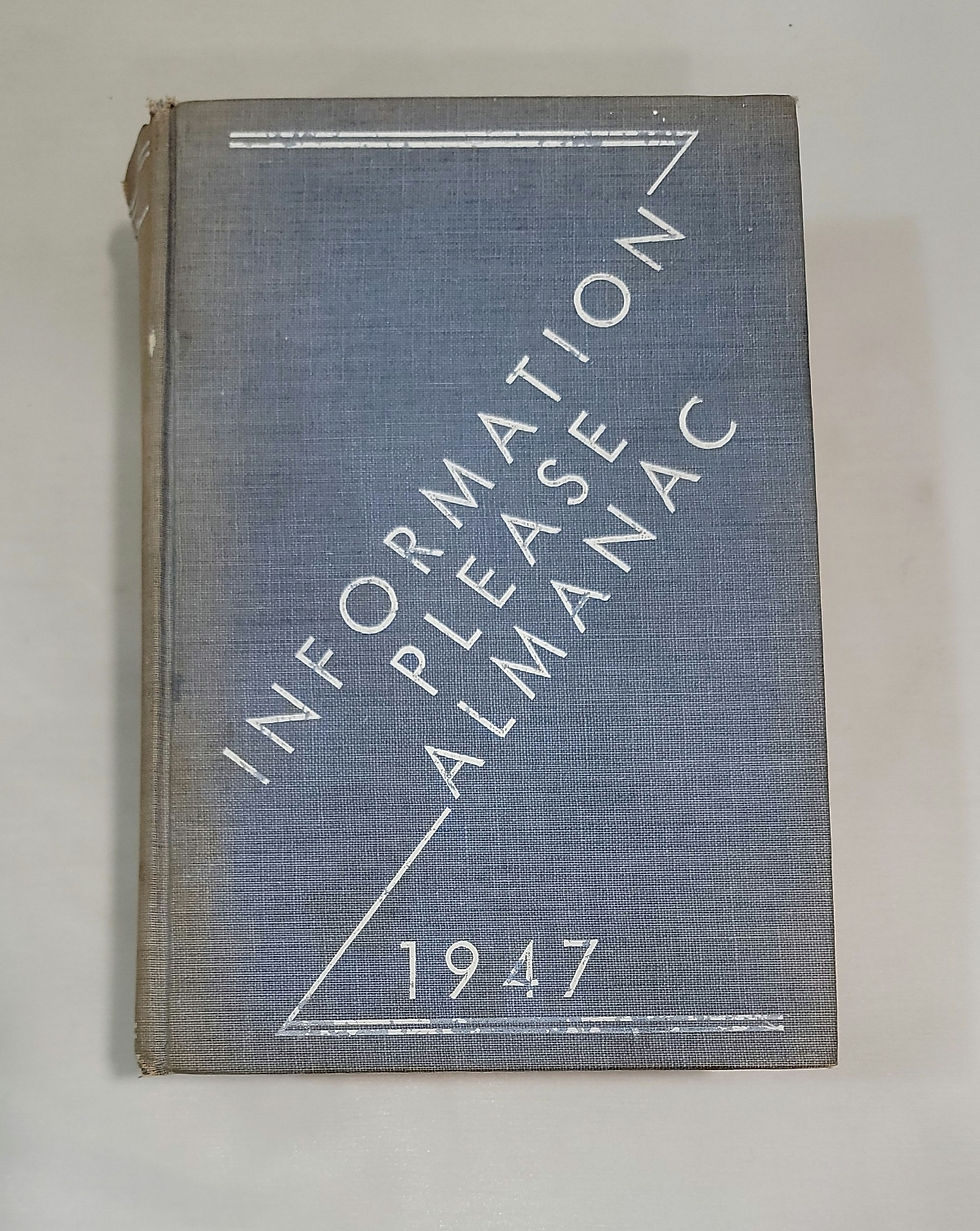 INFORMATION
PLEASE
ALMANAC
1947